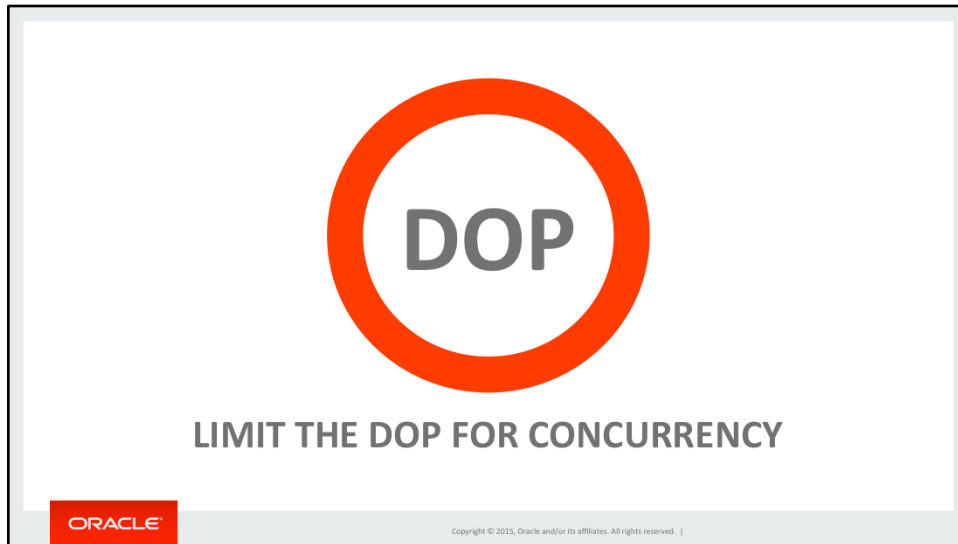 DOP
LIMIT THE DOP FOR CONCURRENCY
ORACLE®
Copyright © 2015, Oracle and/or its affiliates. All rights reserved. |